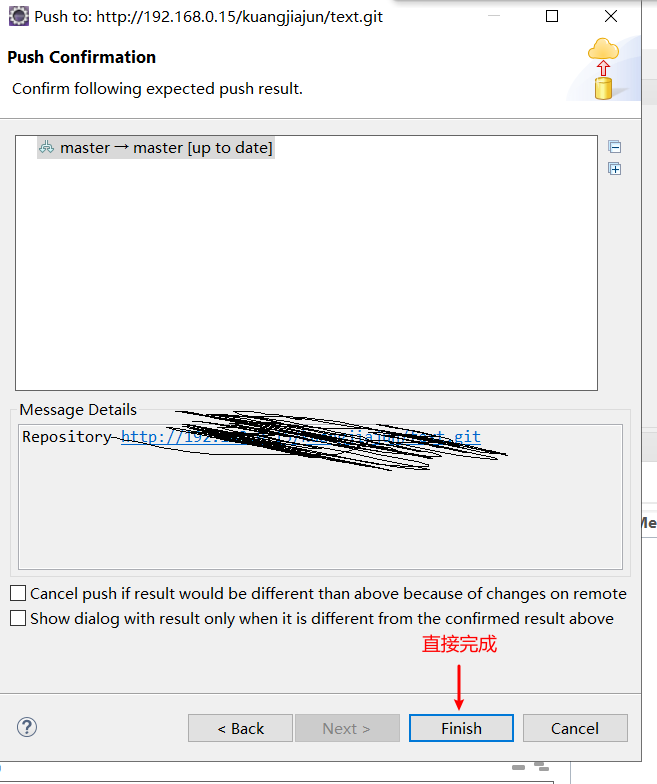 Push to: http://192.168.0.15/kuangjiajun/text.git
Push Confirmation
Confirm following expected push result.
master → master [up to date]
Message Details
Repository http://19
.git
Me
Cancel push if result would be different than above because of changes on remote
Show dialog with result only when it is different from the confirmed result above
直接完成
< Back
Next >
Finish
Cancel